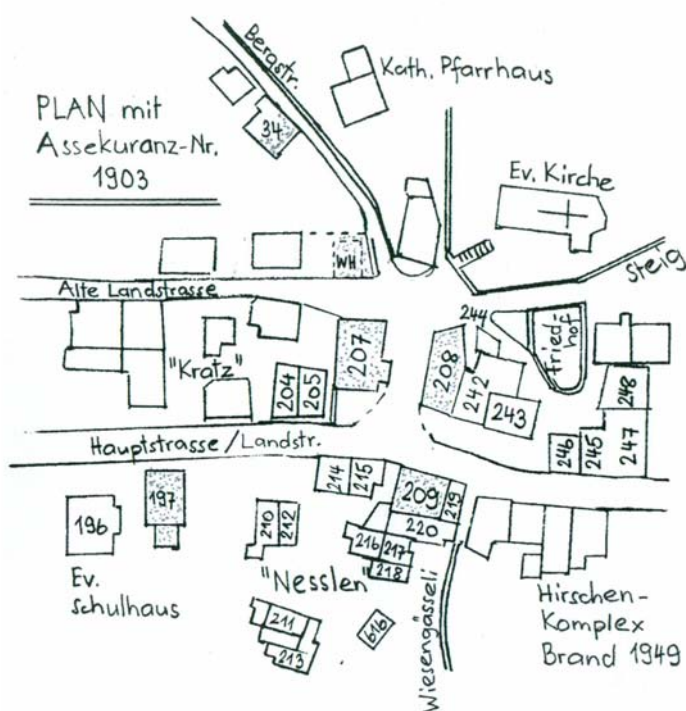 Bergstr.
Kath. Pfarrhaus
PLAN mit
Assekuranz-Nr.
1903
34
Ev. Kirche
Steig
WH
Alte Landstrasse
"Kratz"
204
205
207
208
244
242
243
Fried-
hof
248
247
246
245
Hauptstrasse/Landstr.
214
215
209
219
220
196
197
210
212
216
217
218
Ev.
Schulhaus
"Nesslen"
211
213
616
Wiesengässeli
Hirschen-
Komplex
Brand 1949